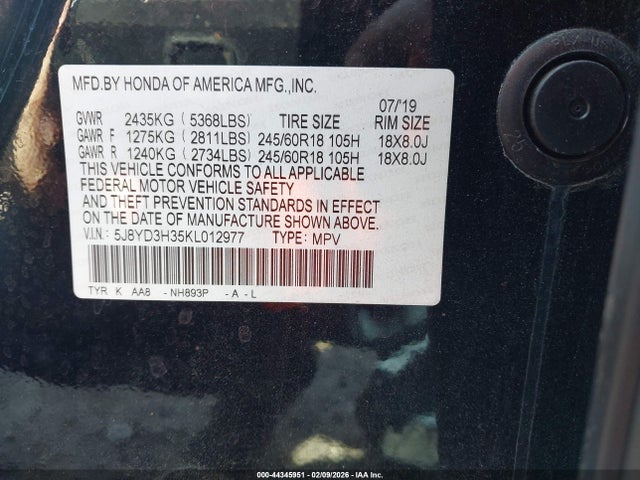 MFD.BY HONDA OF AMERICA MFG.,INC.
07/19
GVWR 2435KG ( 5368LBS) TIRE SIZE RIM SIZE
GAWR F 1275KG ( 2811LBS) 245/60R18 105H 18X8.0J
GAWR R 1240KG ( 2734LBS) 245/60R18 105H 18X8.0J
THIS VEHICLE CONFORMS TO ALL APPLICABLE
FEDERAL MOTOR VEHICLE SAFETY
AND THEFT PREVENTION STANDARDS IN EFFECT
ON THE DATE OF MANUFACTURE SHOWN ABOVE.
V.I.N.: 5J8YD3H35KL012977 TYPE: MPV
TYR K AA8 -NH893P -A-L
000-44345951 - 02/09/2026 - IAA Inc.